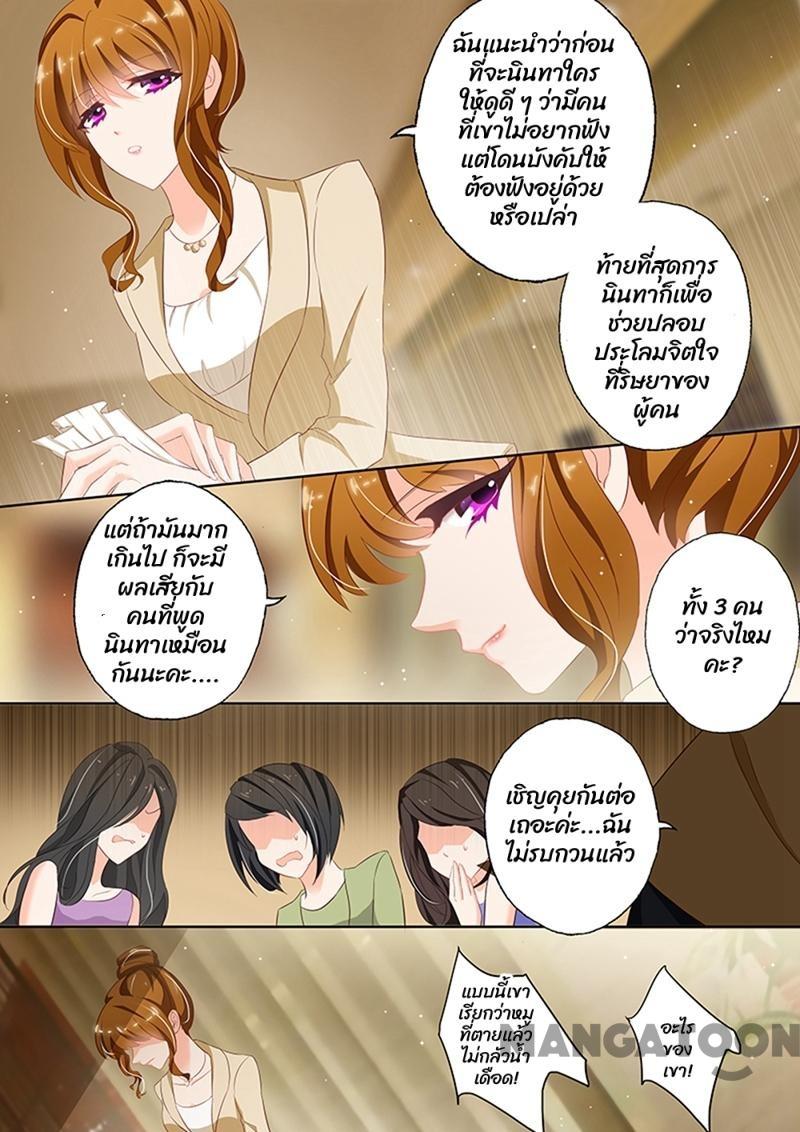 ฉันแนะนำว่าก่อน
ที่จะนินทาใคร
ให้ดูดี ๆ ว่ามีคน
ที่เขาไม่อยากฟัง
แต่โดนบังคับให้
ต้องฟังอยู่ด้วย
หรือเปล่า
ท้ายที่สุดการ
นินทาก็เพื่อ
ช่วยปลอบ
ประโลมจิตใจ
ที่ริษยาของ
ผู้คน
แต่ถ้ามันมาก
เกินไป ก็จะมี
ผลเสียกับ
คนที่พูด
นินทาเหมือน
กันนะคะ....
ทั้ง 3 คน
ว่าจริงไหม
คะ?
เชิญคุยกันต่อ
เถอะค่ะ...ฉัน
ไม่รบกวนแล้ว
อะไร
ของ
เขา!
แบบนี้เขา
เรียกว่าหมู
ที่ตายแล้ว
ไม่กลัวน้ำ
เดือด!
MANGATOON